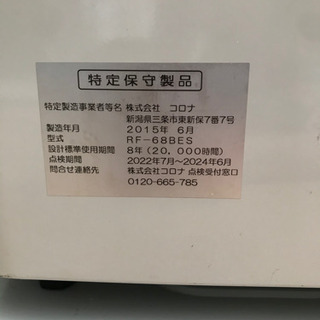 特定保守製品
特定製造事業者等名 株式会社 コロナ
新潟県三条市東新保7番7号
製造年月 2015年 6月
型式 RF-68BES
設計標準使用期間 8年(20,000時間)
点検期間 2022年7月~2024年6月
問合せ連絡先 株式会社コロナ 点検受付窓口
0120-665-785